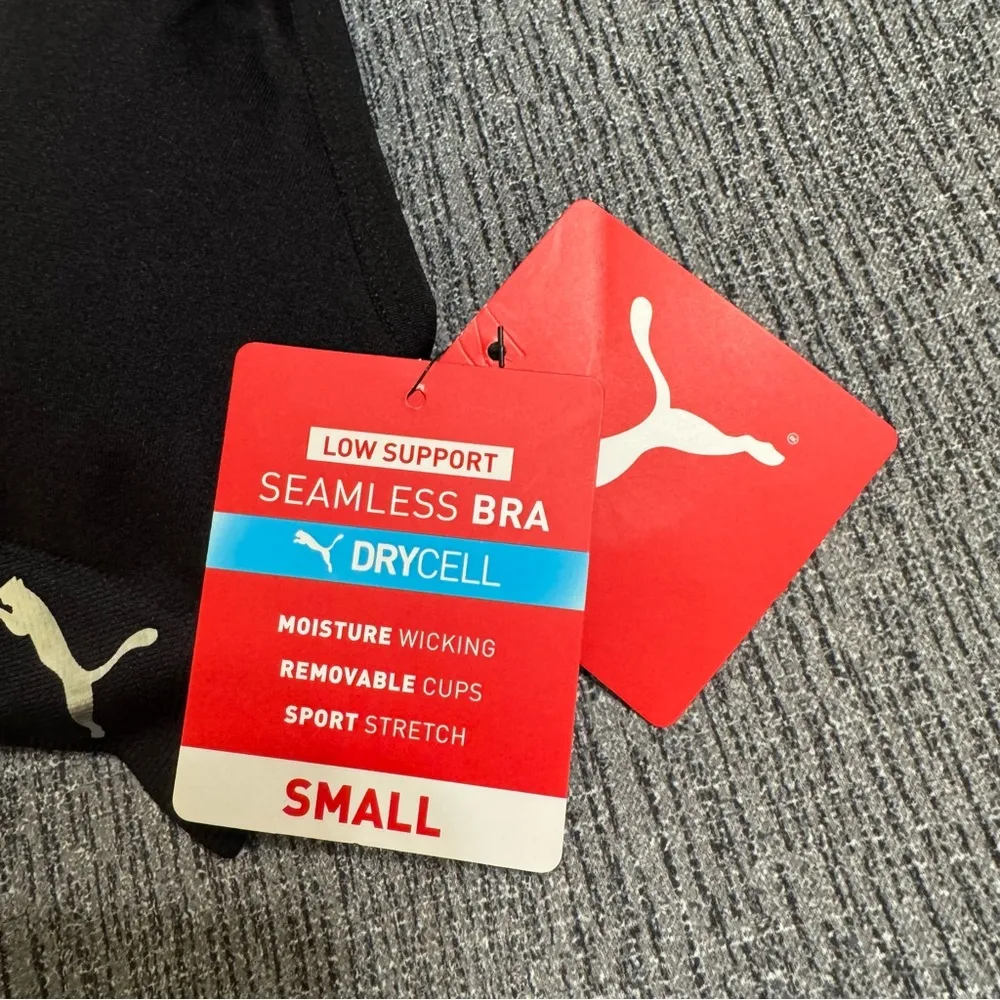 LOW SUPPORT
SEAMLESS BRA
DRYCELL
MOISTURE WICKING
REMOVABLE CUPS
SPORT STRETCH
SMALL
®